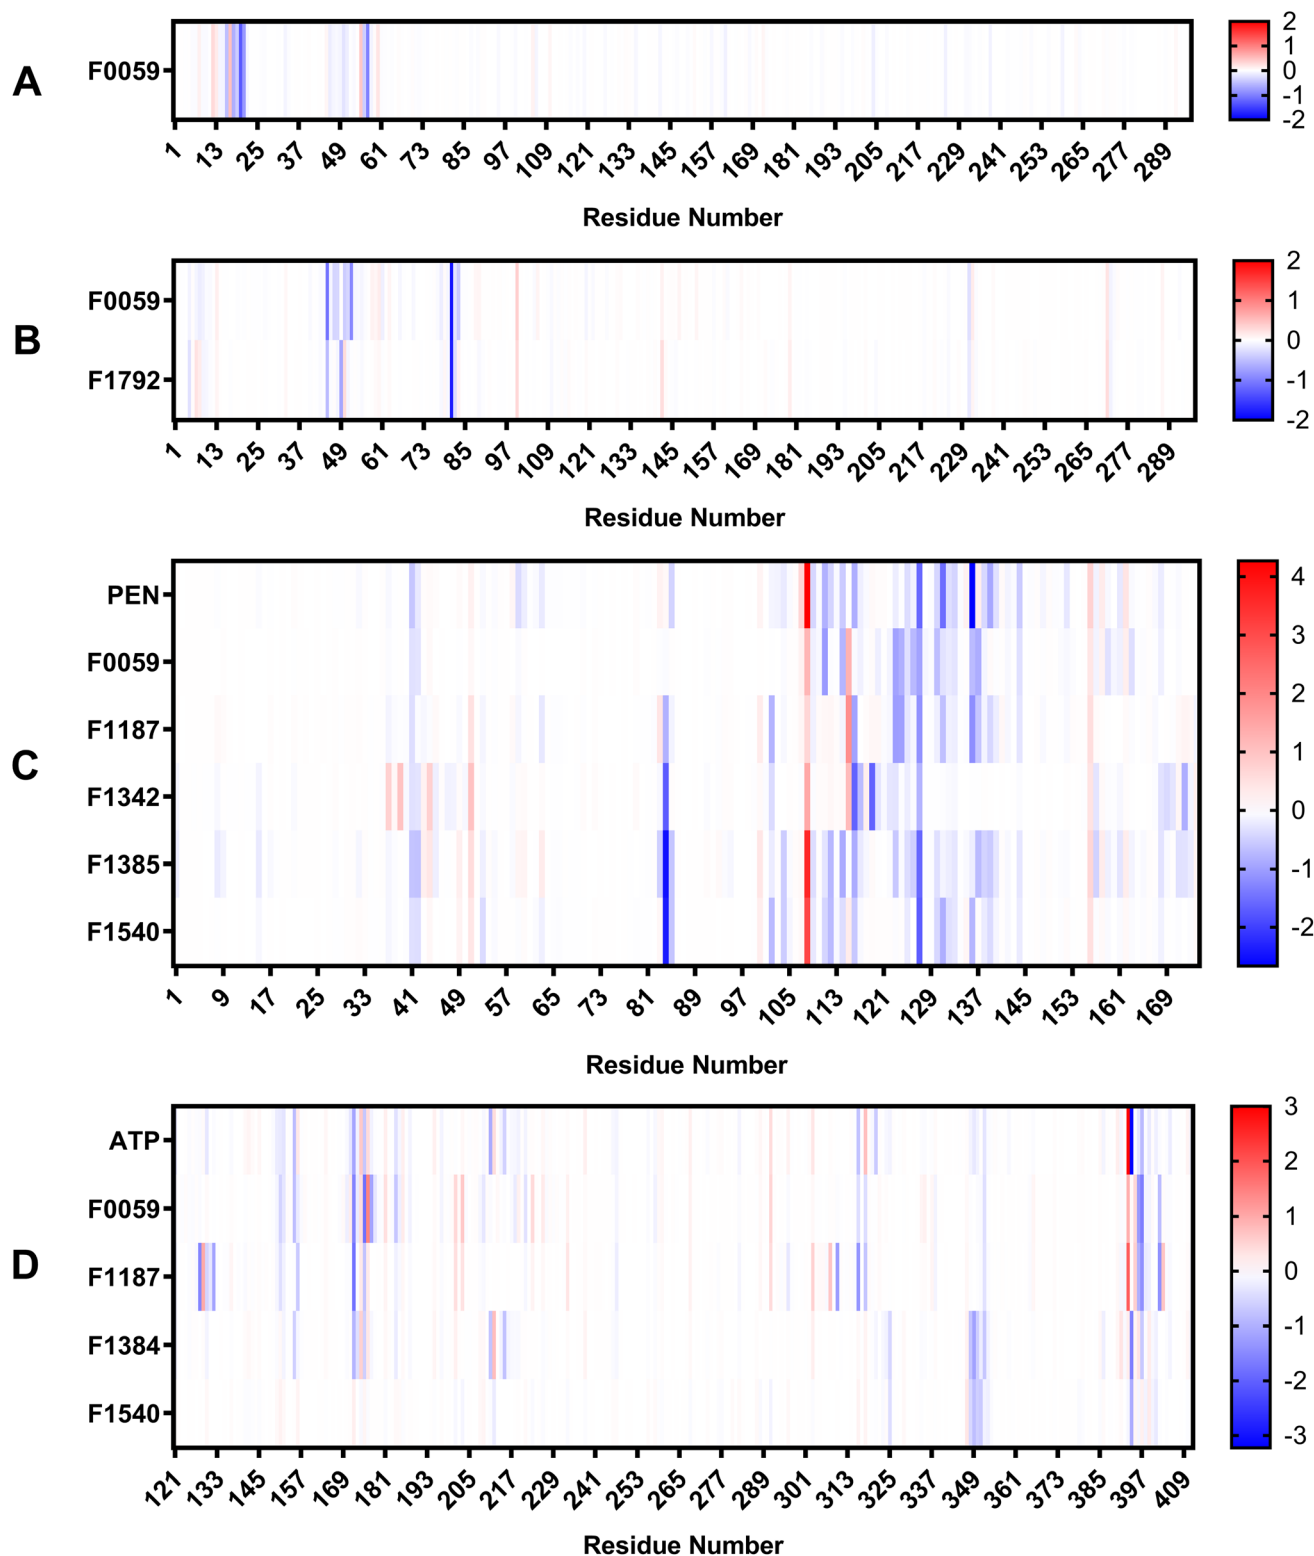 A
F0059
2
1
0
-1
-2
1 13 25 37 49 61 73 85 97 109 121 133 145 157 169 181 193 205 217 229 241 253 265 277 289
Residue Number
B
F0059
F1792
2
1
0
-1
-2
1 13 25 37 49 61 73 85 97 109 121 133 145 157 169 181 193 205 217 229 241 253 265 277 289
Residue Number
C
PEN
F0059
F1187
F1342
F1385
F1540
4
3
2
1
0
-1
-2
1 9 17 25 33 41 49 57 65 73 81 89 97 105 113 121 129 137 145 153 161 169
Residue Number
D
ATP
F0059
F1187
F1384
F1540
3
2
1
0
-1
-2
-3
121 133 145 157 169 181 193 205 217 229 241 253 265 277 289 301 313 325 337 349 361 373 385 397 409
Residue Number